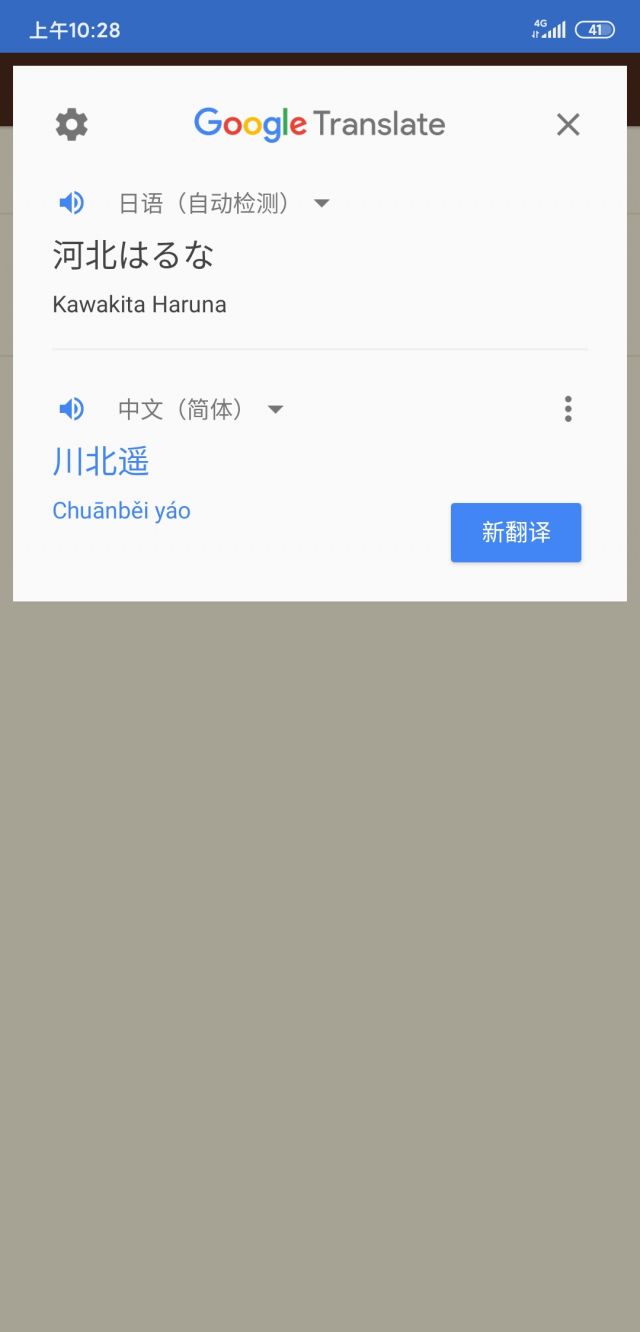 上午10:28 4G 41
Google Translate
日语（自动检测）
河北はるな
Kawakita Haruna
中文（简体）
川北遥
Chuānběi yáo
新翻译